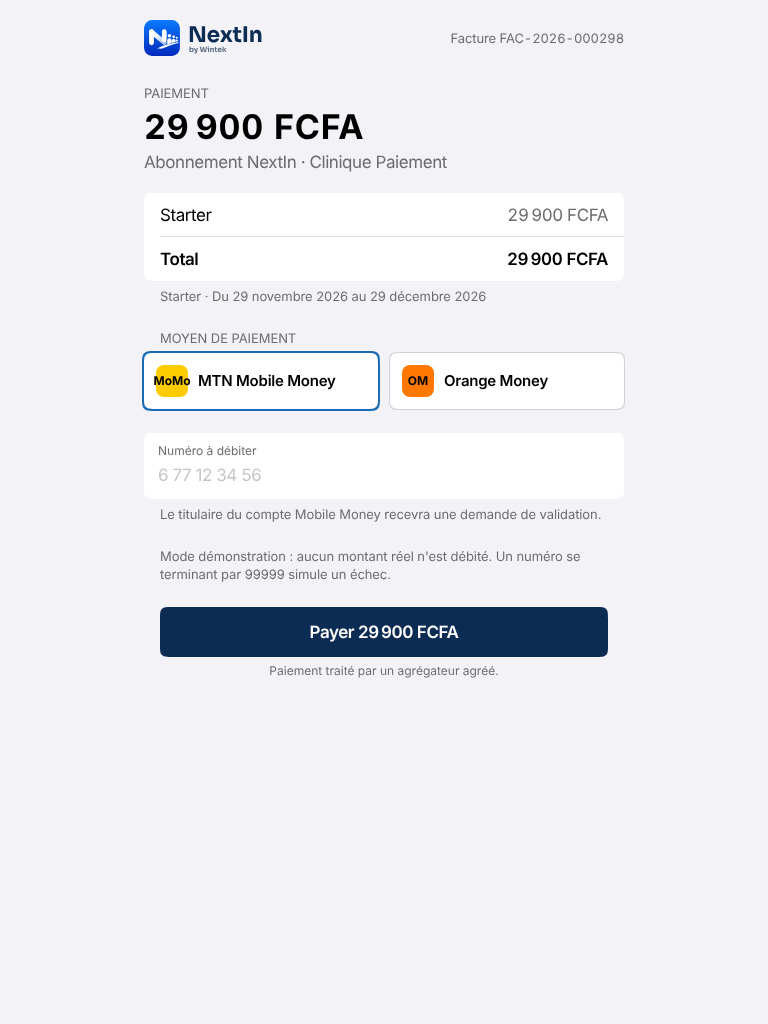 NextIn
by Wintek
Facture FAC-2026-000298
PAIEMENT
29 900 FCFA
Abonnement NextIn · Clinique Paiement
Starter 29 900 FCFA
Total 29 900 FCFA
Starter · Du 29 novembre 2026 au 29 décembre 2026
MOYEN DE PAIEMENT
MoMo MTN Mobile Money
OM Orange Money
Numéro à débiter
6 77 12 34 56
Le titulaire du compte Mobile Money recevra une demande de validation.
Mode démonstration : aucun montant réel n'est débité. Un numéro se
terminant par 99999 simule un échec.
Payer 29 900 FCFA
Paiement traité par un agrégateur agréé.